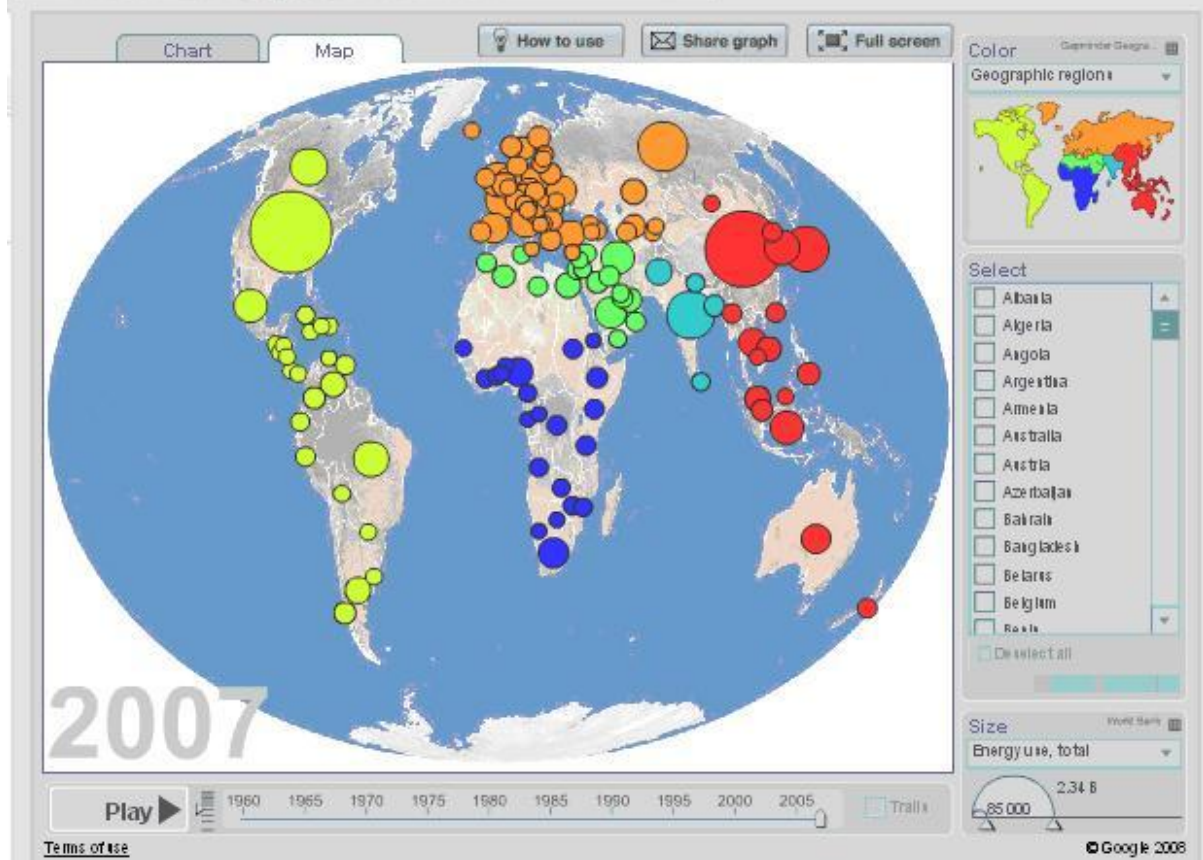 Chart
Map
How to use
Share graph
Full screen
Color
Geographic regions
Select
Albania
Algeria
Angola
Argentina
Armenia
Australia
Austria
Azerbaijan
Bahrain
Bangladesh
Belarus
Belgium
Deselect all
2007
Size
World Bank
Energy use, total
2.34 B
85 000
Play
1960 1965 1970 1975 1980 1985 1990 1995 2000 2005
Trails
Terms of use
© Google 2008